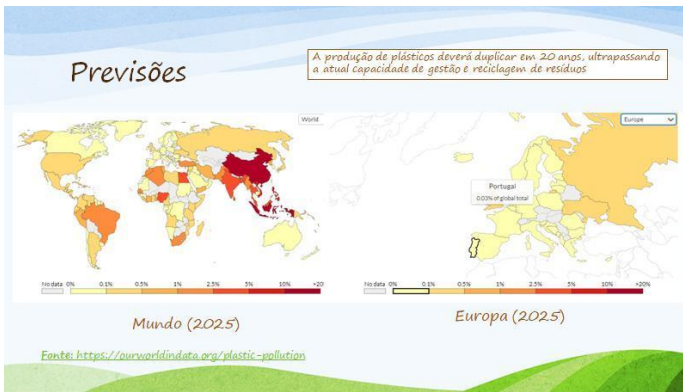 Previsões
A produção de plásticos deverá duplicar em 20 anos, ultrapassando
a atual capacidade de gestão e reciclagem de resíduos
World
Europe
Portugal
0.03% of global total
No data 0% 0.1% 0.5% 1% 2.5% 5% 10% >20
No data 0% 0.1% 0.5% 1% 2.5% 5% 10% >20%
Mundo (2025)
Europa (2025)
Fonte: https://ourworldindata.org/plastic-pollution